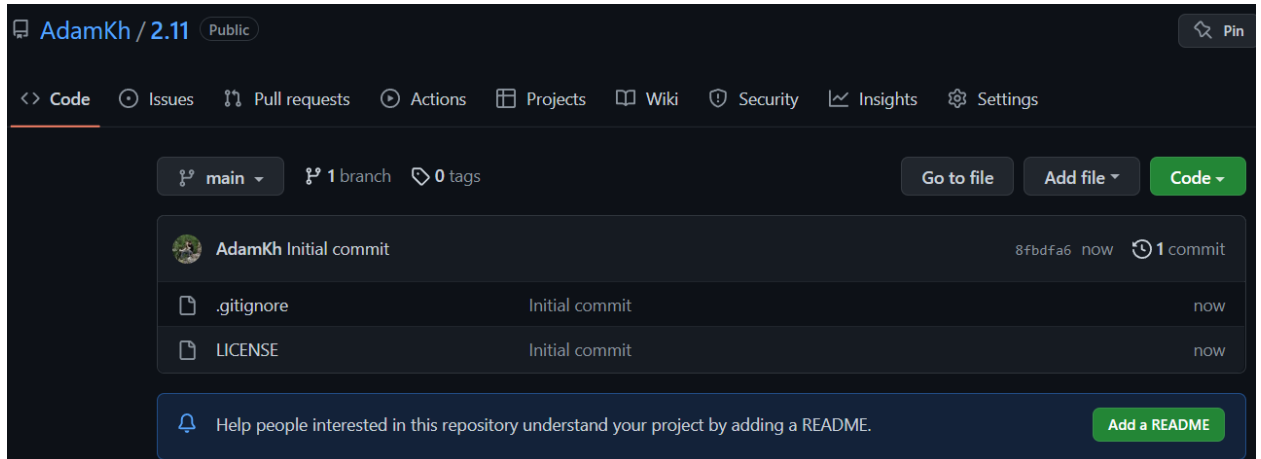 AdamKh / 2.11 Public Pin
Code Issues Pull requests Actions Projects Wiki Security Insights Settings
main 1 branch 0 tags Go to file Add file Code
AdamKh Initial commit 8fbdfa6 now 1 commit
.gitignore Initial commit now
LICENSE Initial commit now
Help people interested in this repository understand your project by adding a README. Add a README